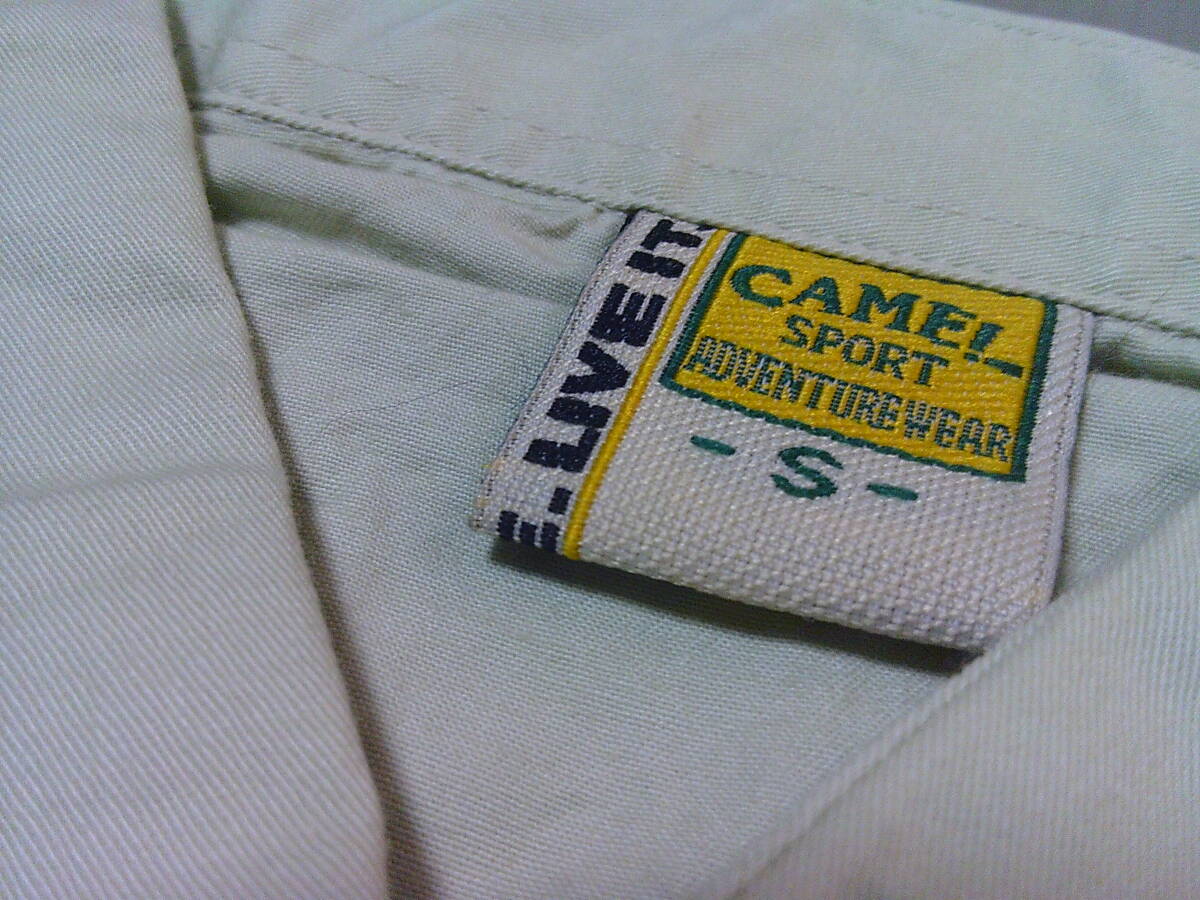 CAMEL
SPORT
ADVENTURE WEAR
- S -
E. LIVE IT.